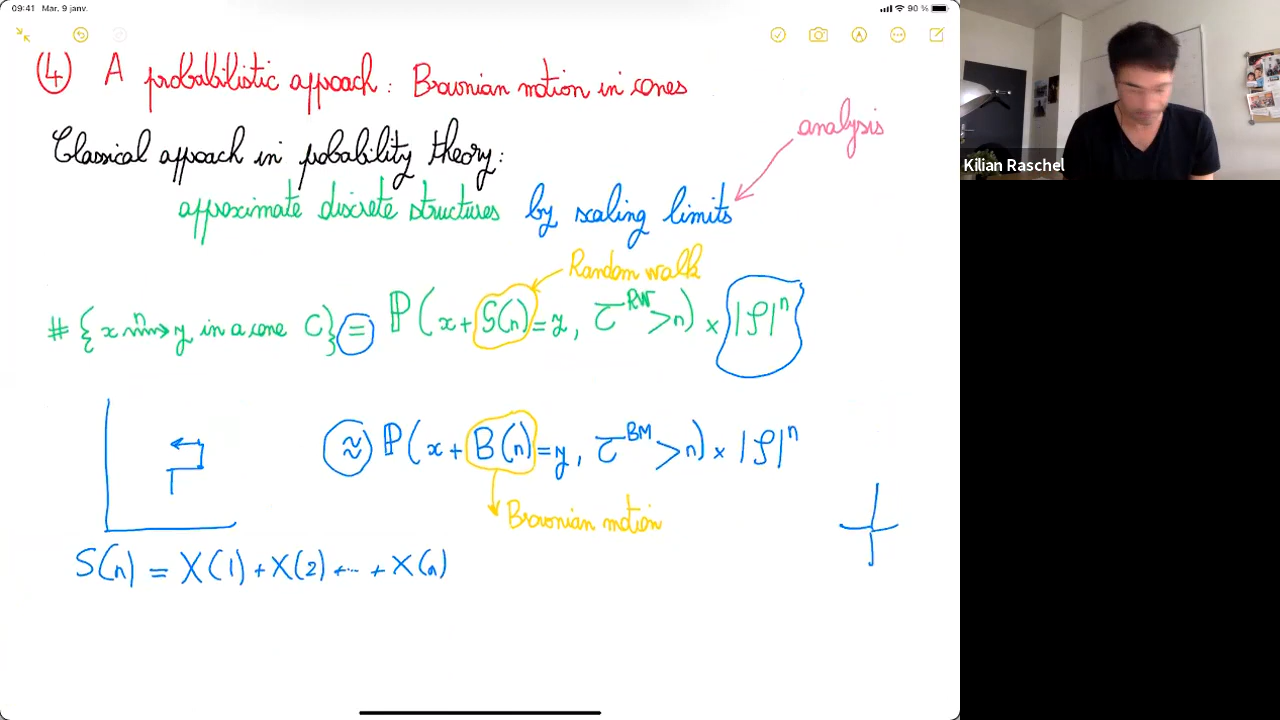 09:41 Mar. 9 janv.
90 %
④ A probabilistic approach: Brownian motion in cones
Classical approach in probability theory:
analysis
approximate discrete structures by scaling limits
Random walk
#{x ⟿ⁿ y in a cone C} = ℙ(x + S(n) = y, τ^RW > n) × |𝒮|^n
≈ ℙ(x + B(n) = y, τ^BM > n) × |𝒮|^n
Brownian motion
S(n) = X(1) + X(2) + ... + X(n)
Kilian Raschel